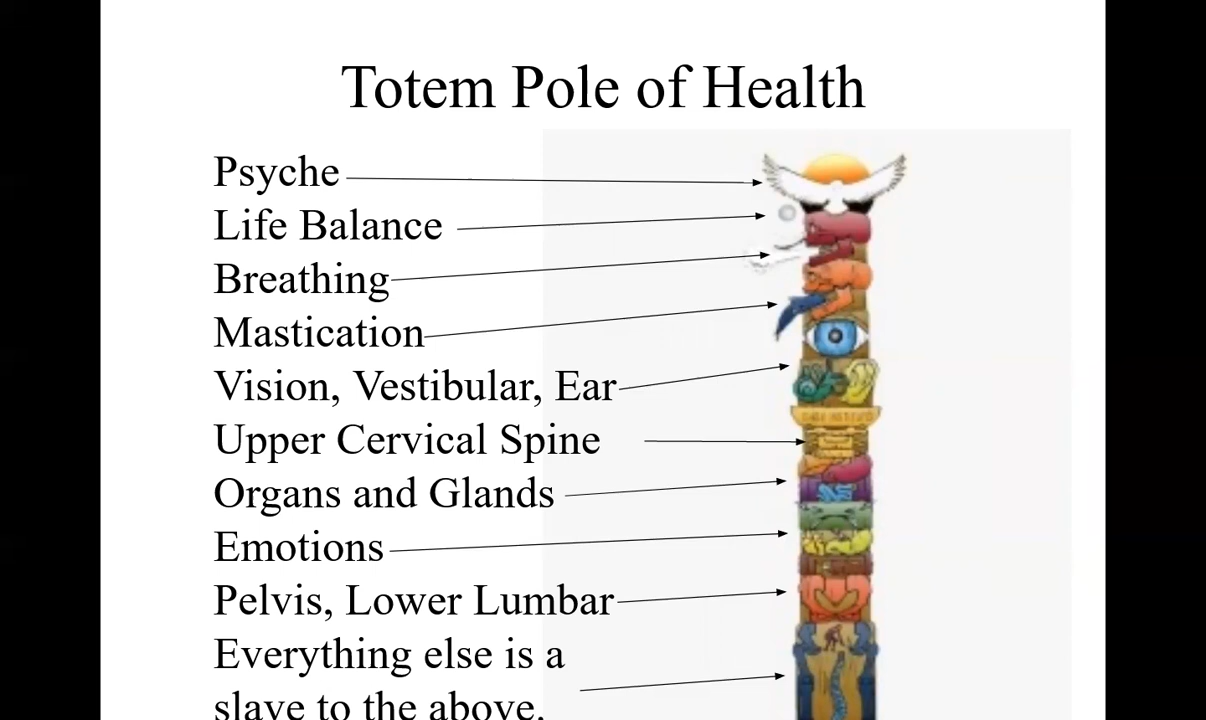 Totem Pole of Health
Psyche
Life Balance
Breathing
Mastication
Vision, Vestibular, Ear
Upper Cervical Spine
Organs and Glands
Emotions
Pelvis, Lower Lumbar
Everything else is a
slave to the above.